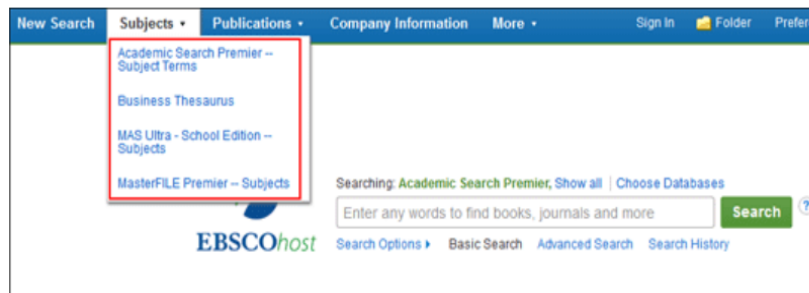 New Search Subjects Publications Company Information More Sign In Folder
Academic Search Premier --
Subject Terms
Business Thesaurus
MAS Ultra - School Edition --
Subjects
MasterFILE Premier -- Subjects
Searching: Academic Search Premier, Show all | Choose Databases
Enter any words to find books, journals and more Search ?
EBSCOhost
Search Options Basic Search Advanced Search Search History